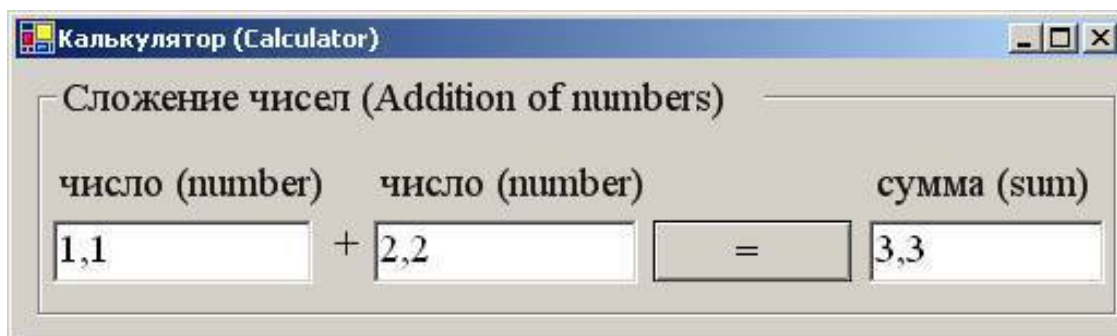 Калькулятор (Calculator)
Сложение чисел (Addition of numbers)
число (number) число (number) сумма (sum)
1,1 + 2,2 = 3,3